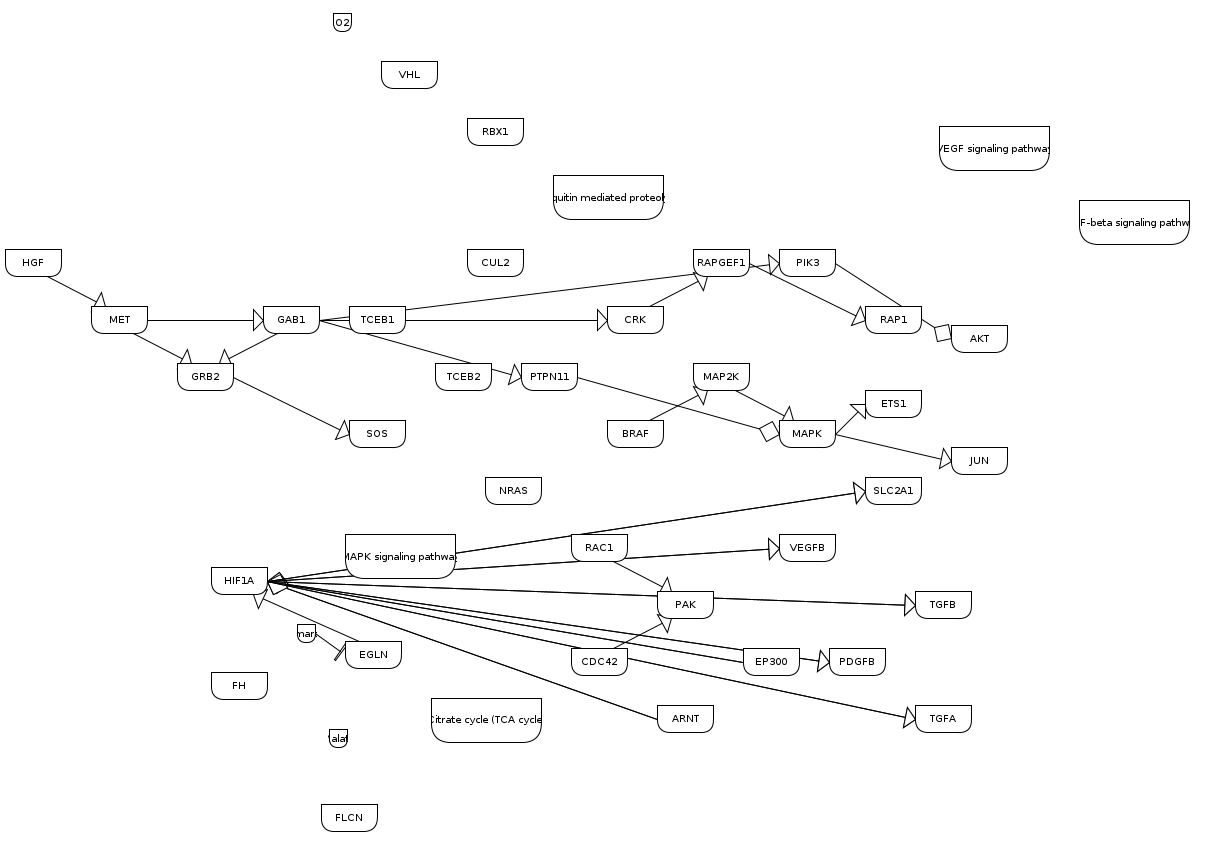 O2
VHL
RBX1
VEGF signaling pathway
quitin mediated proteol
F-beta signaling pathw
HGF
CUL2
RAPGEF1
PIK3
MET
GAB1
TCEB1
CRK
RAP1
AKT
GRB2
TCEB2
PTPN11
MAP2K
ETS1
SOS
BRAF
MAPK
JUN
NRAS
SLC2A1
MAPK signaling pathway
RAC1
VEGFB
HIF1A
PAK
TGFB
mar
EGLN
CDC42
EP300
PDGFB
FH
Citrate cycle (TCA cycle
ARNT
TGFA
alat
FLCN